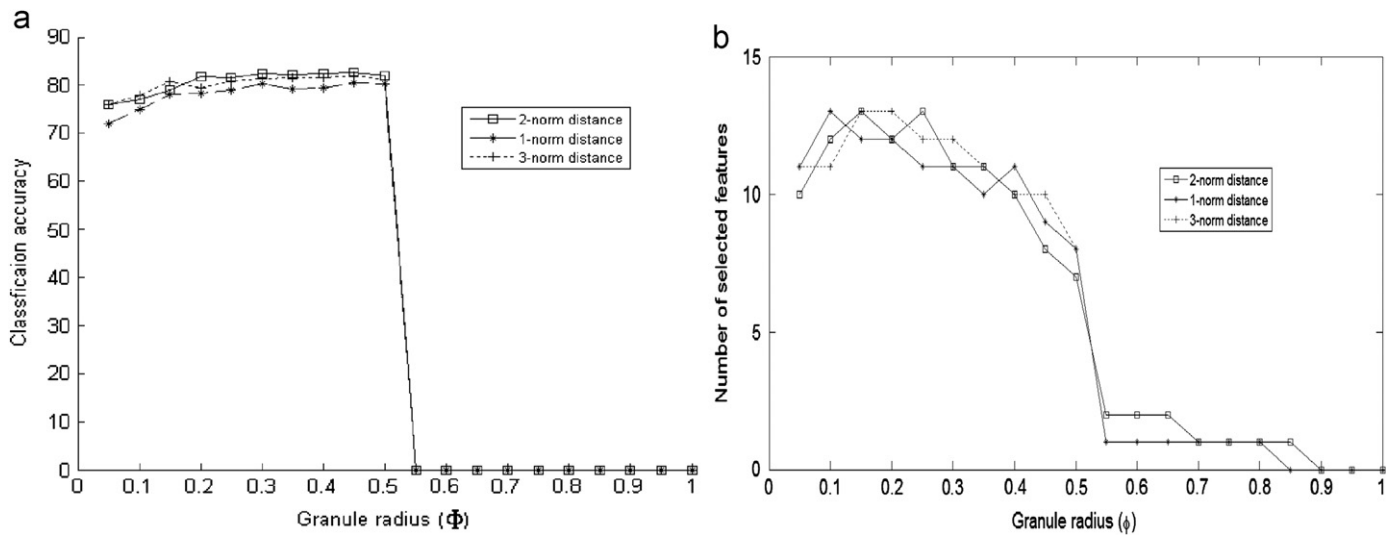 a
90
80
70
60
50
40
30
20
10
0
Classficaion accuracy
2-norm distance
1-norm distance
3-norm distance
0 0.1 0.2 0.3 0.4 0.5 0.6 0.7 0.8 0.9 1
Granule radius (Φ)
b
15
10
5
0
Number of selected features
2-norm distance
1-norm distance
3-norm distance
0 0.1 0.2 0.3 0.4 0.5 0.6 0.7 0.8 0.9 1
Granule radius (ϕ)